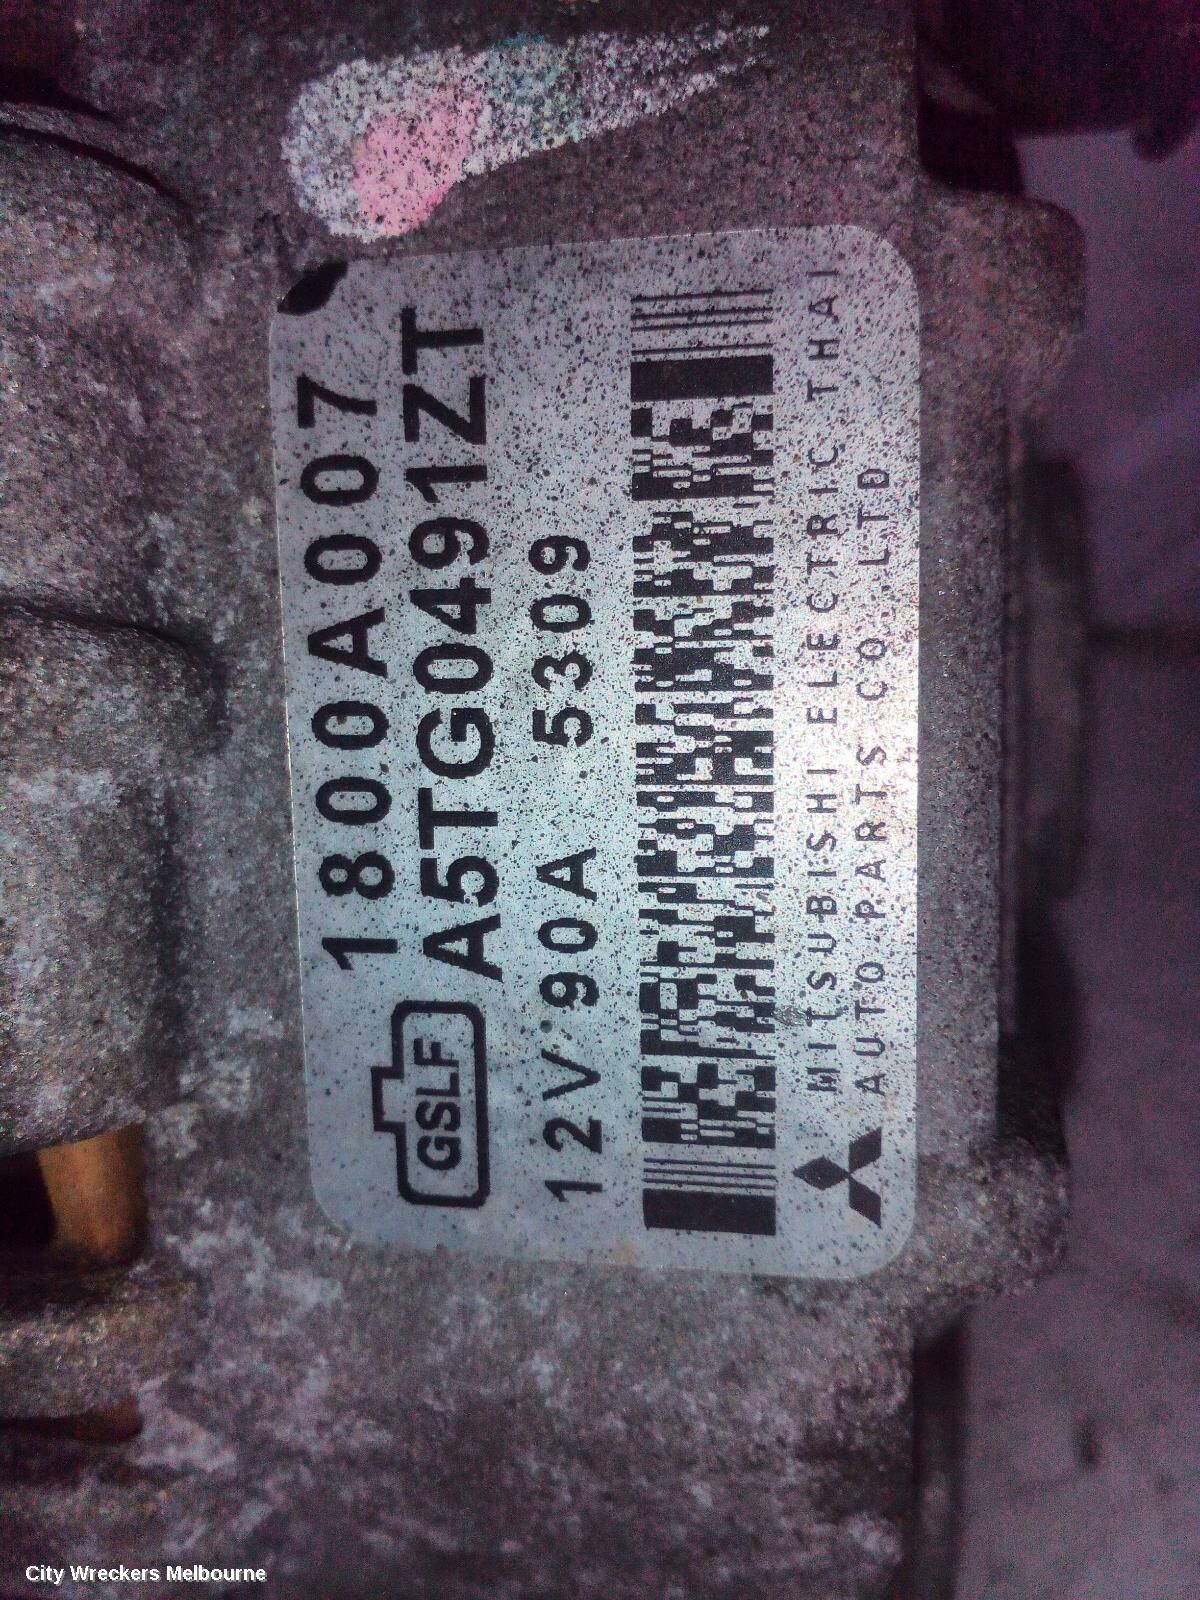 1800A007
GSLF A5TG0491ZT
12V 90A 5309
MITSUBISHI ELECTRIC THAI
AUTO PARTS CO.LTD
City Wreckers Melbourne